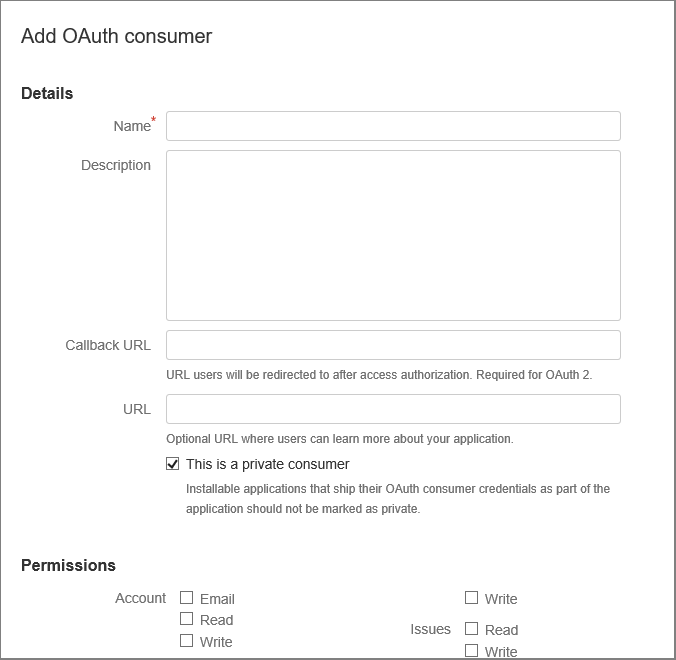 Add OAuth consumer
Details
Name*
Description
Callback URL
URL users will be redirected to after access authorization. Required for OAuth 2.
URL
Optional URL where users can learn more about your application.
This is a private consumer
Installable applications that ship their OAuth consumer credentials as part of the
application should not be marked as private.
Permissions
Account Email
Read
Write
Write
Issues Read
Write